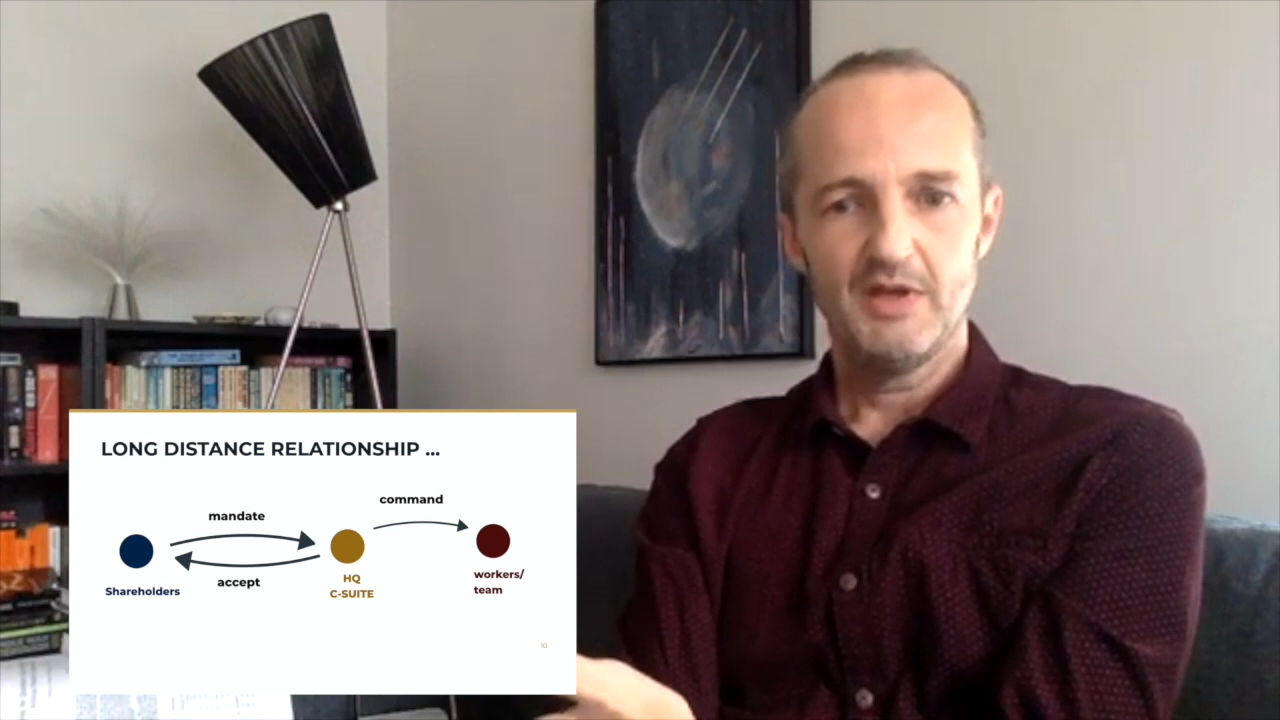 LONG DISTANCE RELATIONSHIP ...
command
mandate
accept
HQ
C-SUITE
workers/
team
Shareholders
10